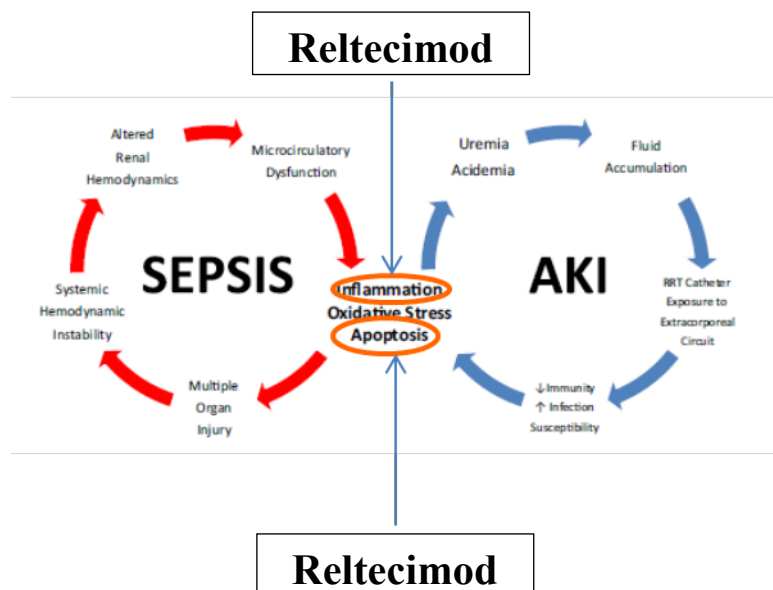 Reltecimod
Altered
Renal
Hemodynamics
Microcirculatory
Dysfunction
Uremia
Acidemia
Fluid
Accumulation
SEPSIS
AKI
Systemic
Hemodynamic
Instability
Inflammation
Oxidative Stress
Apoptosis
RRT Catheter
Exposure to
Extracorporeal
Circuit
Multiple
Organ
Injury
↓Immunity
↑ Infection
Susceptibility
Reltecimod